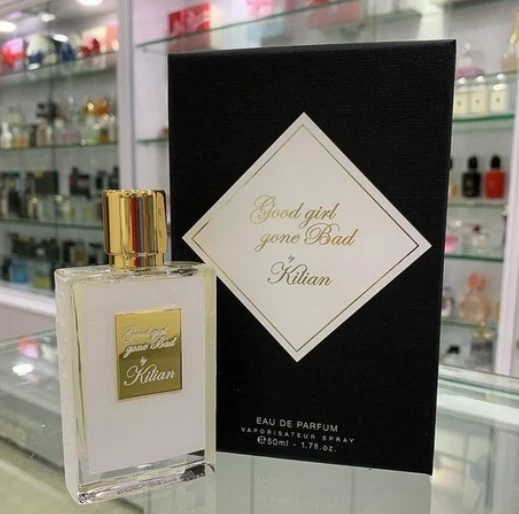 Good girl
gone Bad
by
Kilian
EAU DE PARFUM
VAPORISATEUR SPRAY
℮50ml - 1,7fl.oz.
Good girl
gone Bad
by
Kilian